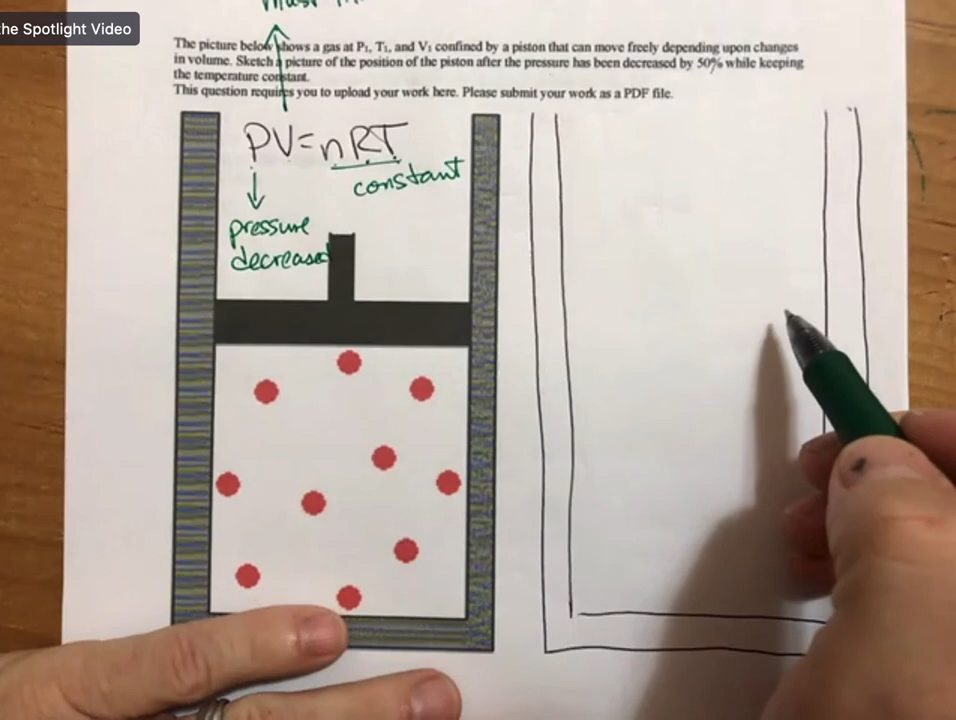 the Spotlight Video
The picture below shows a gas at P₁, T₁, and V₁ confined by a piston that can move freely depending upon changes
in volume. Sketch a picture of the position of the piston after the pressure has been decreased by 50% while keeping
the temperature constant.
This question requires you to upload your work here. Please submit your work as a PDF file.
PV=nRT
constant
pressure
decreased